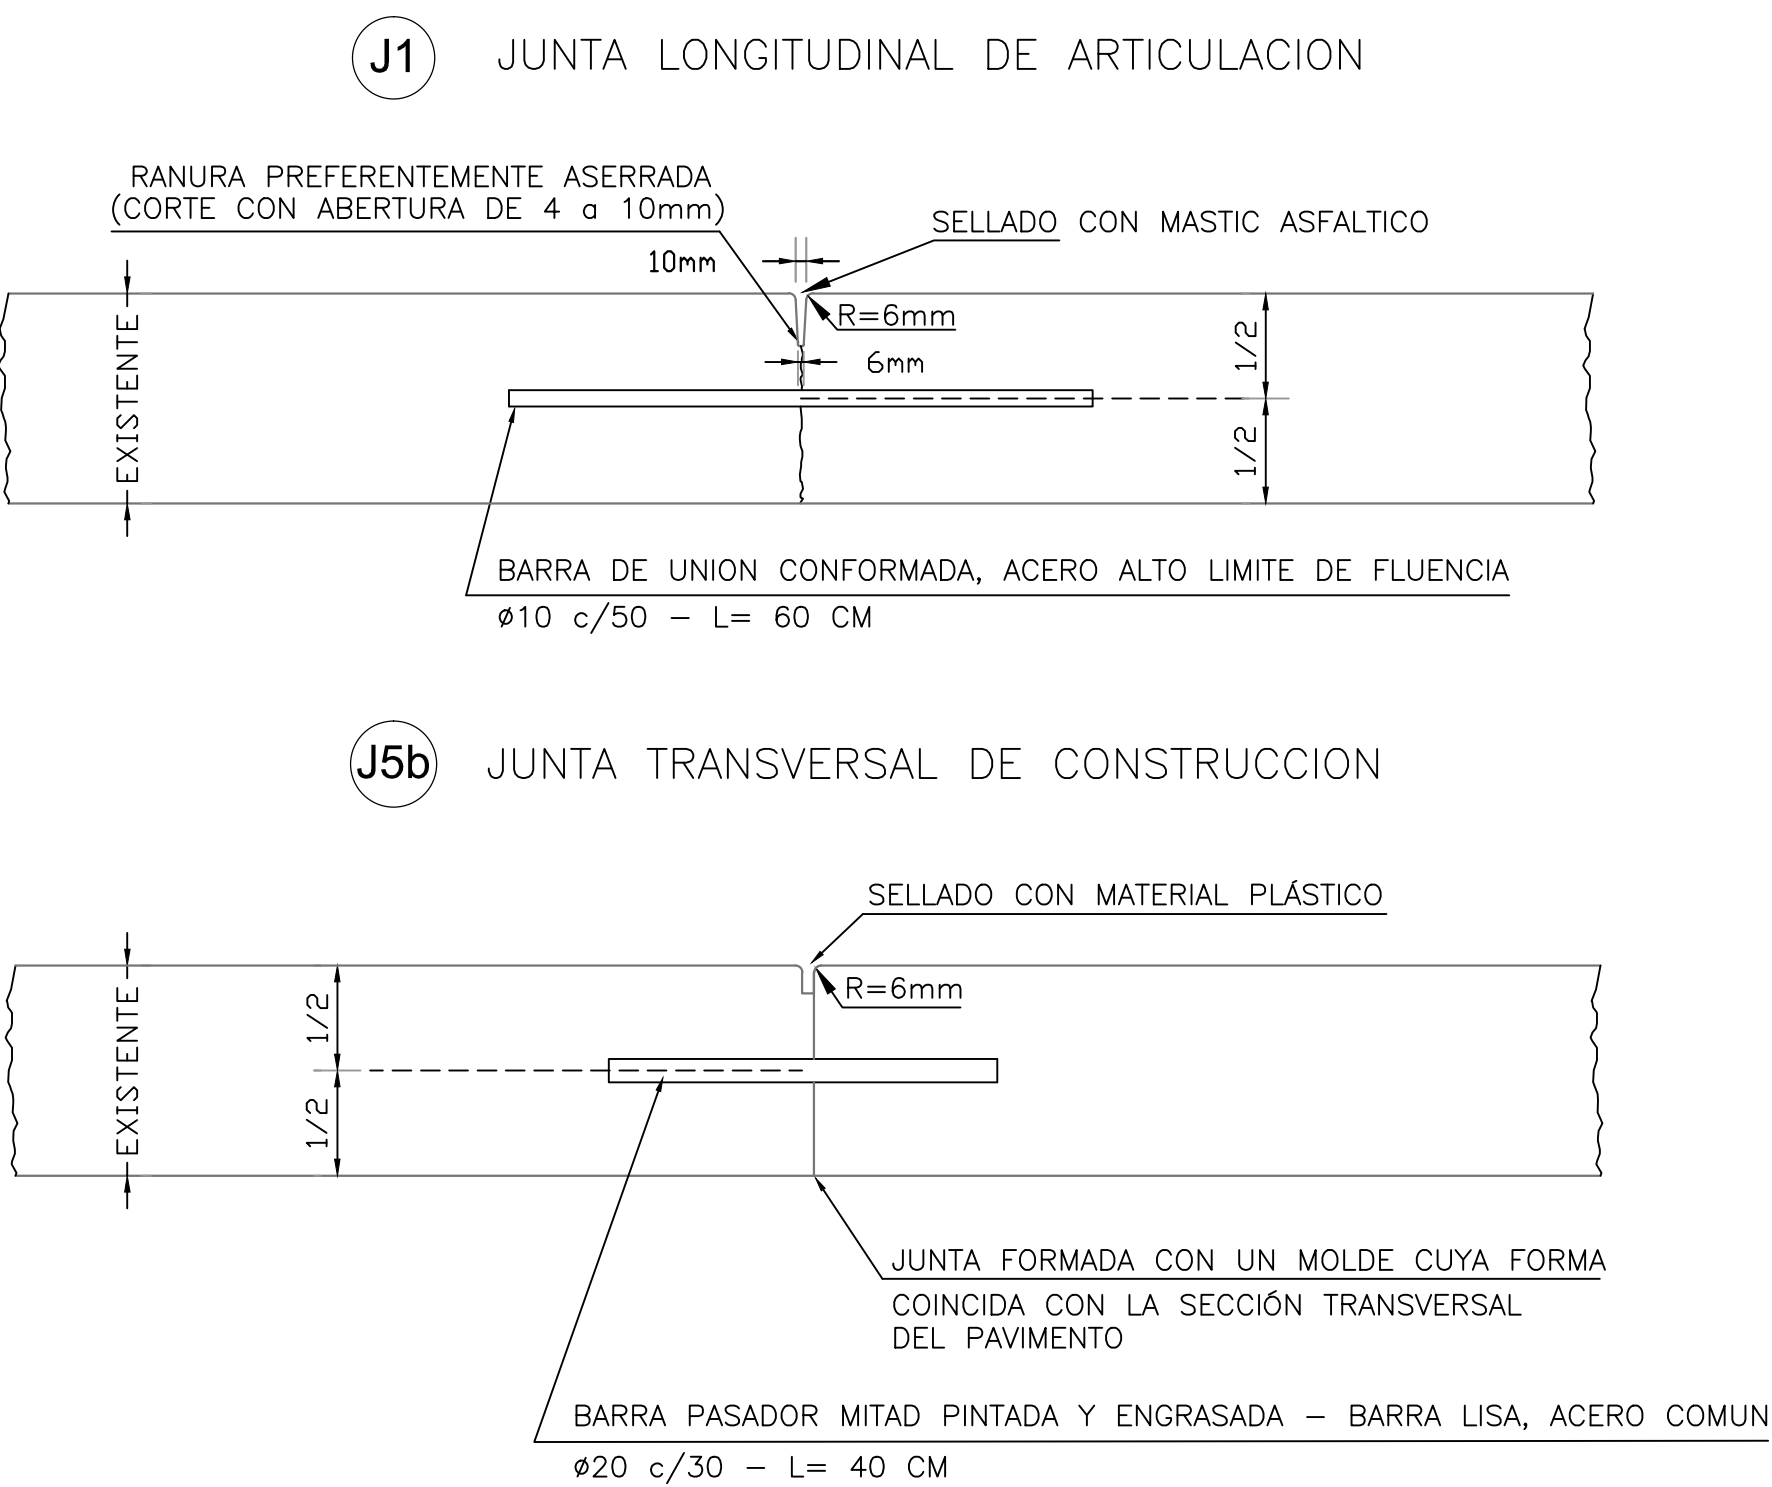 J1 JUNTA LONGITUDINAL DE ARTICULACION
RANURA PREFERENTEMENTE ASERRADA
(CORTE CON ABERTURA DE 4 a 10mm)
SELLADO CON MASTIC ASFALTICO
10mm
R=6mm
6mm
EXISTENTE
1/2
1/2
BARRA DE UNION CONFORMADA, ACERO ALTO LIMITE DE FLUENCIA
ø10 c/50 – L= 60 CM
J5b JUNTA TRANSVERSAL DE CONSTRUCCION
SELLADO CON MATERIAL PLÁSTICO
R=6mm
EXISTENTE
1/2
1/2
JUNTA FORMADA CON UN MOLDE CUYA FORMA
COINCIDA CON LA SECCIÓN TRANSVERSAL
DEL PAVIMENTO
BARRA PASADOR MITAD PINTADA Y ENGRASADA – BARRA LISA, ACERO COMUN
ø20 c/30 – L= 40 CM